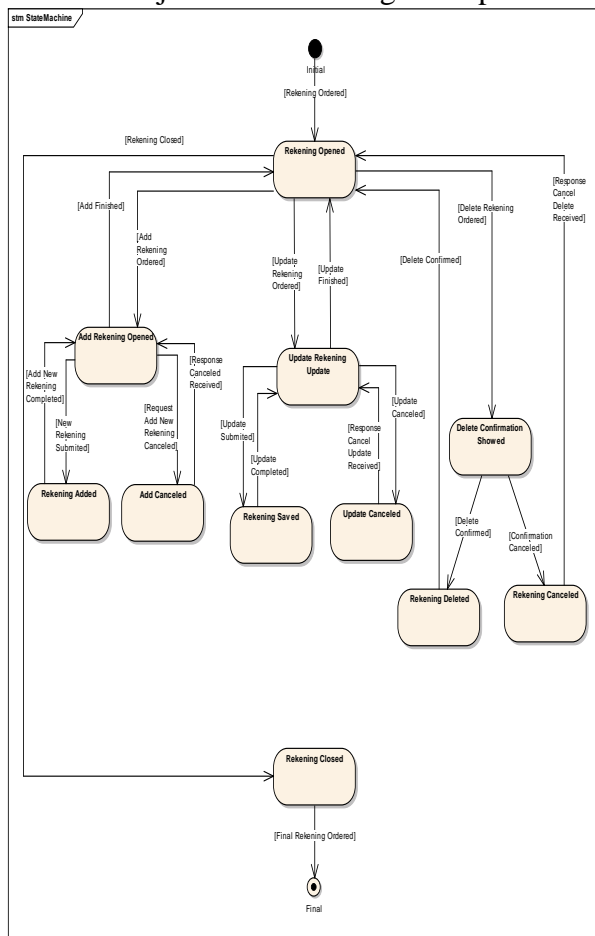 stm StateMachine
Initial
[Rekening Ordered]
[Rekening Closed]
Rekening Opened
[Add Finished]
[Add
Rekening
Ordered]
[Update
Rekening
Ordered]
[Update
Finished]
[Delete Confirmed]
[Delete Rekening
Ordered]
[Response
Cancel
Delete
Received]
Add Rekening Opened
[Add New
Rekening
Completed]
[New
Rekening
Submited]
[Request
Add New
Rekening
Canceled]
[Response
Canceled
Received]
Rekening Added
Add Canceled
Update Rekening
Update
[Update
Submited]
[Update
Completed]
[Response
Cancel
Update
Received]
[Update
Canceled]
Rekening Saved
Update Canceled
Delete Confirmation
Showed
[Delete
Confirmed]
[Confirmation
Canceled]
Rekening Deleted
Rekening Canceled
Rekening Closed
[Final Rekening Ordered]
Final